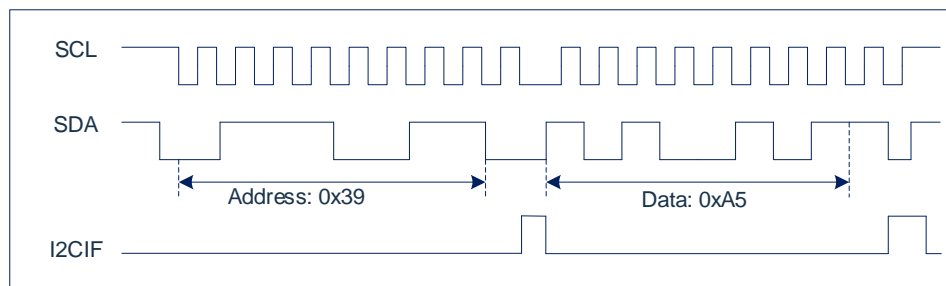 SCL
SDA
Address: 0x39
Data: 0xA5
I2CIF